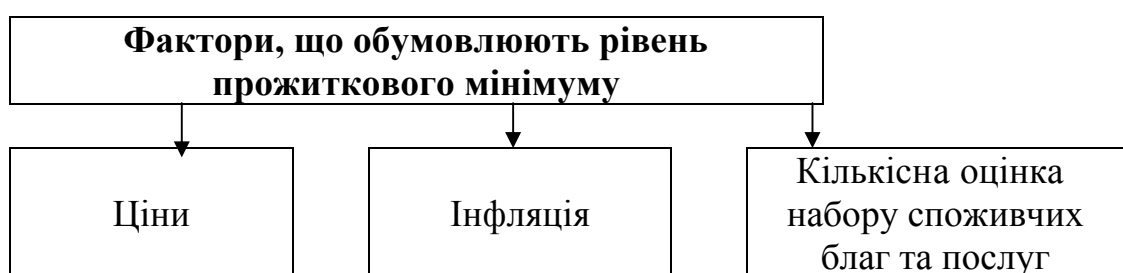 Фактори, що обумовлюють рівень
прожиткового мінімуму
Ціни
Інфляція
Кількісна оцінка
набору споживчих
благ та послуг